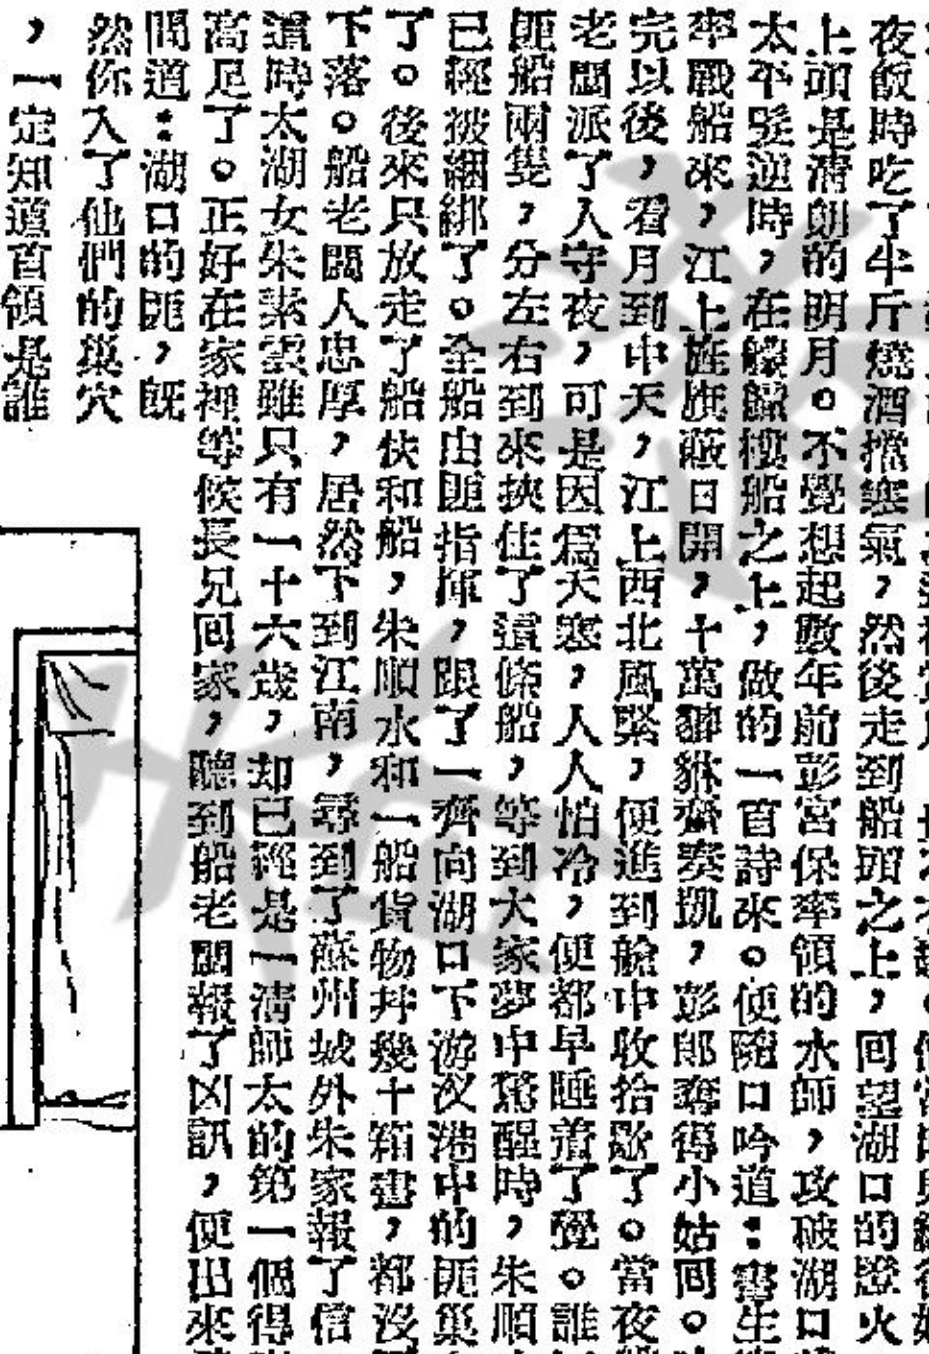 夜飯時吃了半斤燒酒擋寒氣，然後走到船頭之上，回望湖口的燈火
上頭是清朗的明月。不覺想起數年前彭宮保率領的水師，攻破湖口
太平髮逆時，在艨艟樓船之上，做的一首詩來。便隨口吟道：書生
率戰船來，江上旌旗蔽日開，十萬貔貅齊奏凱，彭郎奪得小姑回。
完以後，看月到中天，江上西北風緊，便進到艙中收拾歇了。當夜
老闆派了人守夜，可是因爲天寒，人人怕冷，便都早睡着了覺。誰
匪船兩隻，分左右到來挾住了這條船，等到大家夢中驚醒時，朱順
已經被綑綁了。全船由匪指揮，跟了一齊向湖口下游汊港中的匪巢
了。後來只放走了船伕和船，朱順水和一船貨物幷幾十箱書，都沒
下落。船老闆人忠厚，居然下到江南，尋到了蘇州城外朱家報了信
這時太湖女朱素雲雖只有一十六歲，却已經是一清師太的第一個得
高足了。正好在家裡等候長兄回家，聽到船老闆報了凶訊，便出來
問道：湖口的匪，既
然你入了他們的巢穴
，一定知道首領是誰